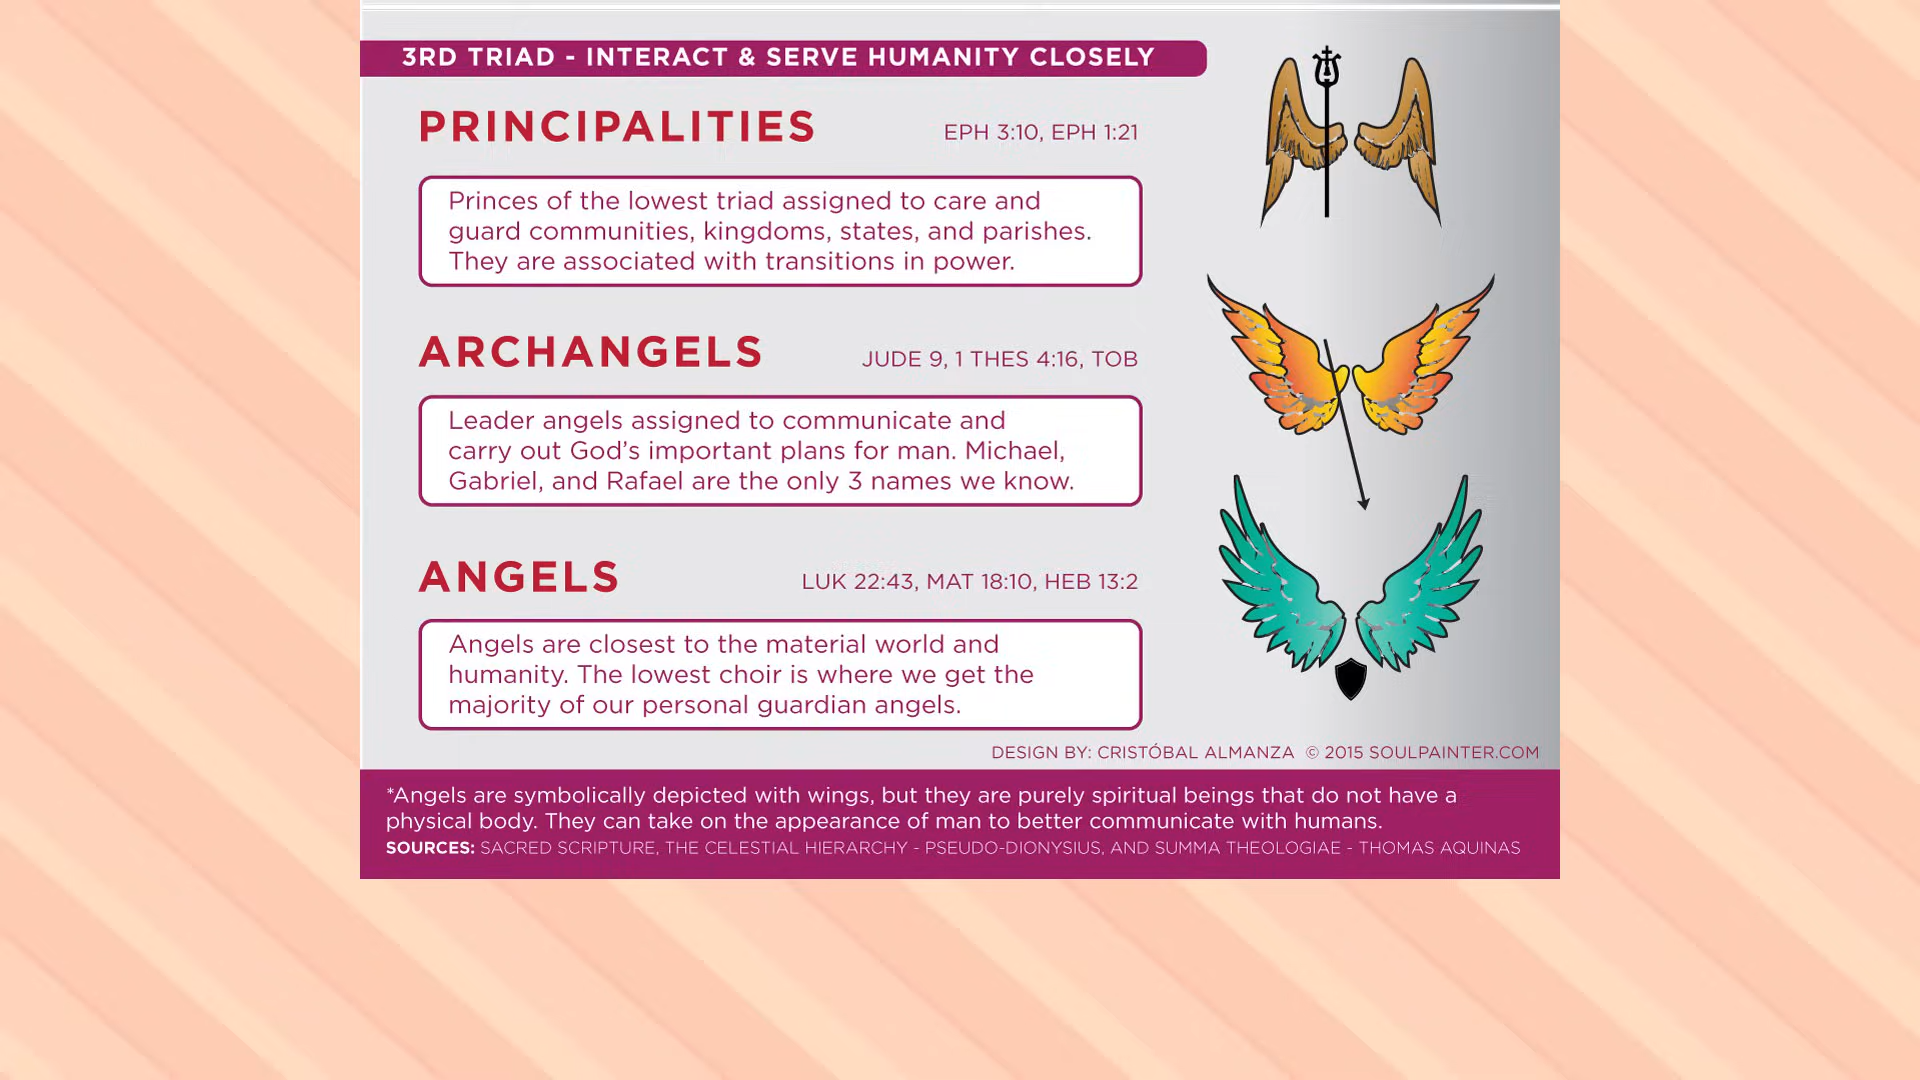 3RD TRIAD - INTERACT & SERVE HUMANITY CLOSELY
PRINCIPALITIES
EPH 3:10, EPH 1:21
Princes of the lowest triad assigned to care and
guard communities, kingdoms, states, and parishes.
They are associated with transitions in power.
ARCHANGELS
JUDE 9, 1 THES 4:16, TOB
Leader angels assigned to communicate and
carry out God’s important plans for man. Michael,
Gabriel, and Rafael are the only 3 names we know.
ANGELS
LUK 22:43, MAT 18:10, HEB 13:2
Angels are closest to the material world and
humanity. The lowest choir is where we get the
majority of our personal guardian angels.
DESIGN BY: CRISTÓBAL ALMANZA © 2015 SOULPAINTER.COM
*Angels are symbolically depicted with wings, but they are purely spiritual beings that do not have a
physical body. They can take on the appearance of man to better communicate with humans.
SOURCES: SACRED SCRIPTURE, THE CELESTIAL HIERARCHY - PSEUDO-DIONYSIUS, AND SUMMA THEOLOGIAE - THOMAS AQUINAS